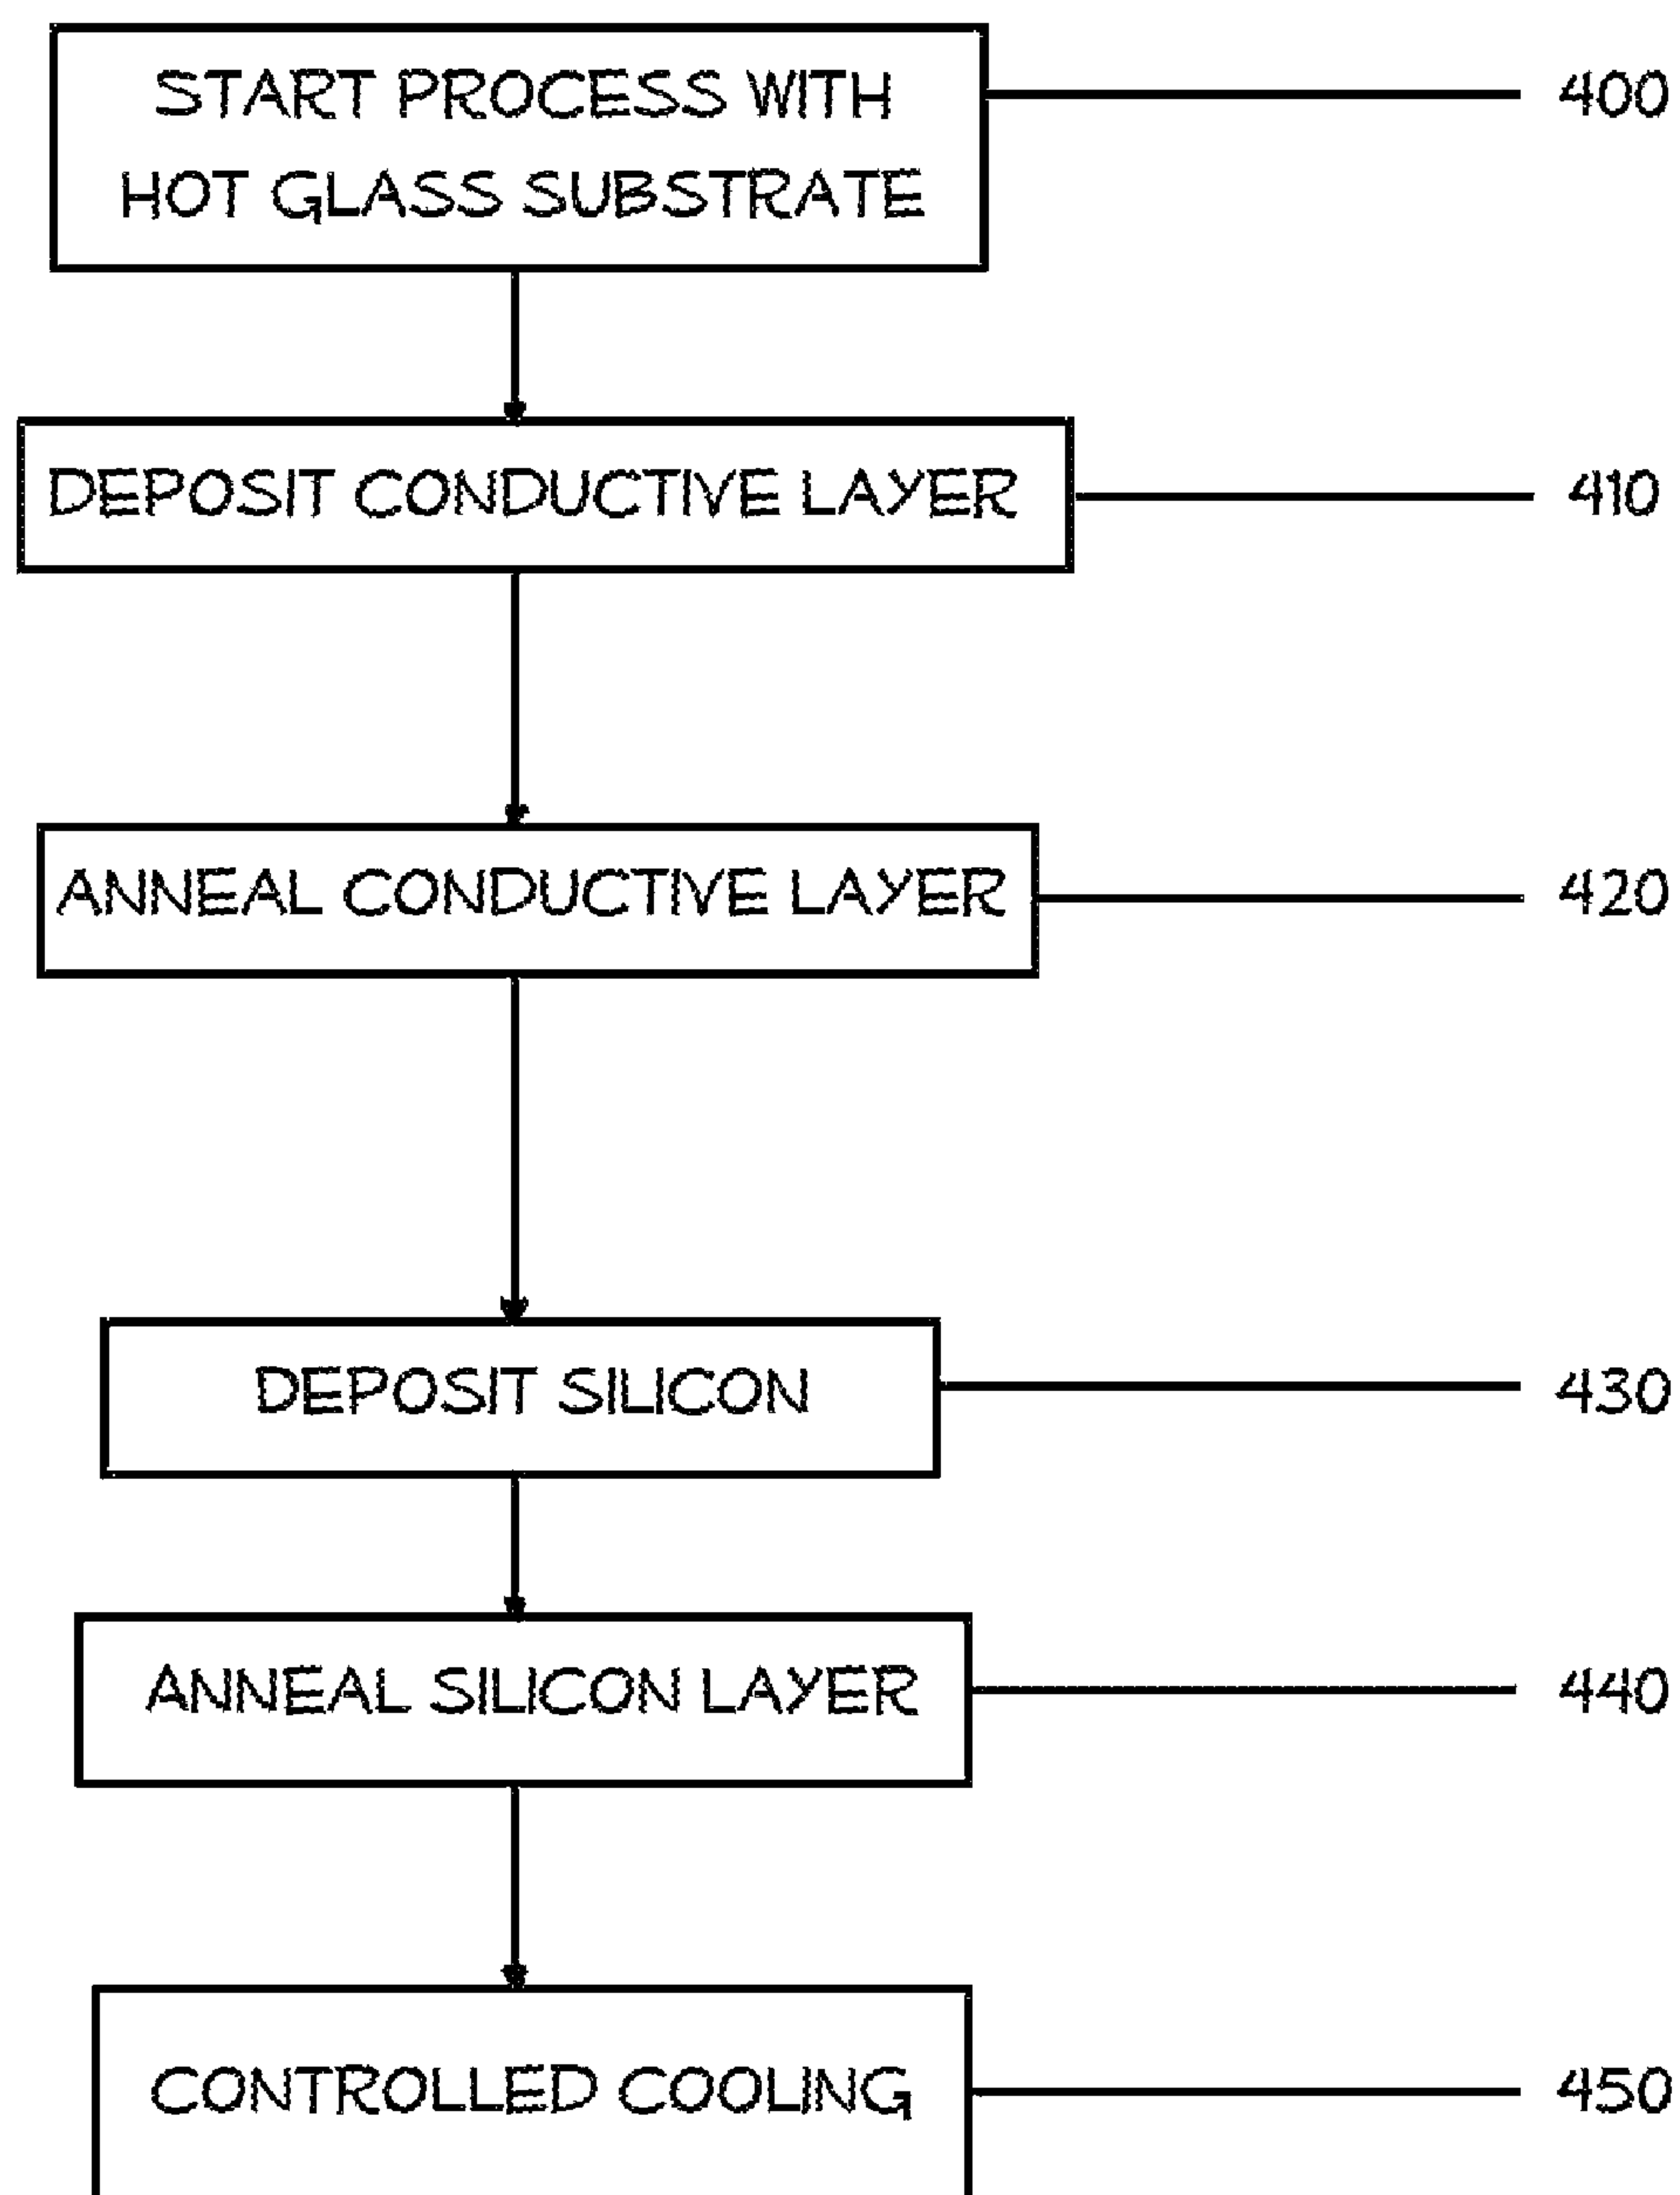 START PROCESS WITH
HOT GLASS SUBSTRATE
400
DEPOSIT CONDUCTIVE LAYER
410
ANNEAL CONDUCTIVE LAYER
420
DEPOSIT SILICON
430
ANNEAL SILICON LAYER
440
CONTROLLED COOLING
450